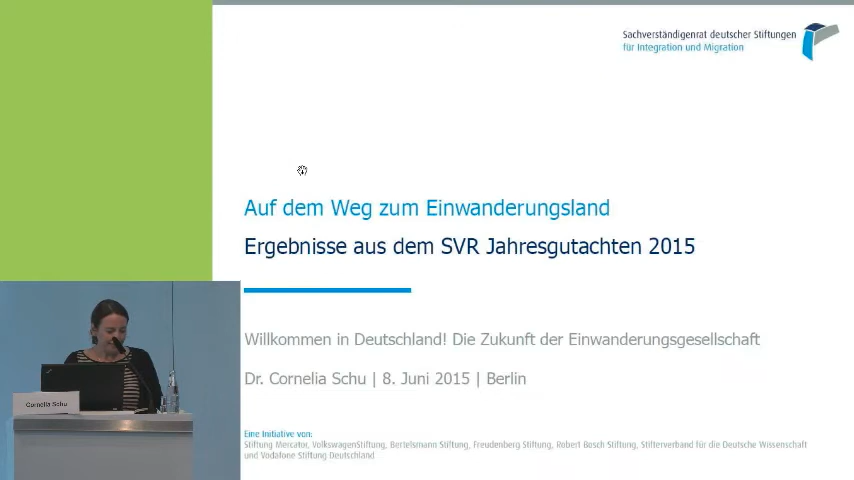 Sachverständigenrat deutscher Stiftungen
für Integration und Migration
Auf dem Weg zum Einwanderungsland
Ergebnisse aus dem SVR Jahresgutachten 2015
Willkommen in Deutschland! Die Zukunft der Einwanderungsgesellschaft
Dr. Cornelia Schu | 8. Juni 2015 | Berlin
Cornelia Schu
Eine Initiative von:
Stiftung Mercator, VolkswagenStiftung, Bertelsmann Stiftung, Freudenberg Stiftung, Robert Bosch Stiftung, Stifterverband für die Deutsche Wissenschaft
und Vodafone Stiftung Deutschland